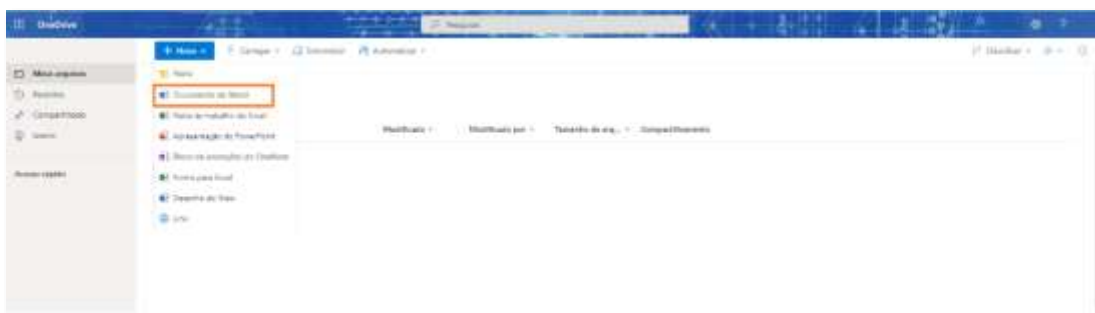 OneDrive
Pesquisar
+ Novo
Carregar
Sincronizar
Automatizar
Classificar
Meus arquivos
Recentes
Compartilhado
Lixeira
Acesso rápido
Pasta
Documento do Word
Pasta de trabalho do Excel
Apresentação do PowerPoint
Bloco de anotações do OneNote
Forms para Excel
Desenho do Visio
Link
Modificado
Modificado por
Tamanho do arq...
Compartilhamento